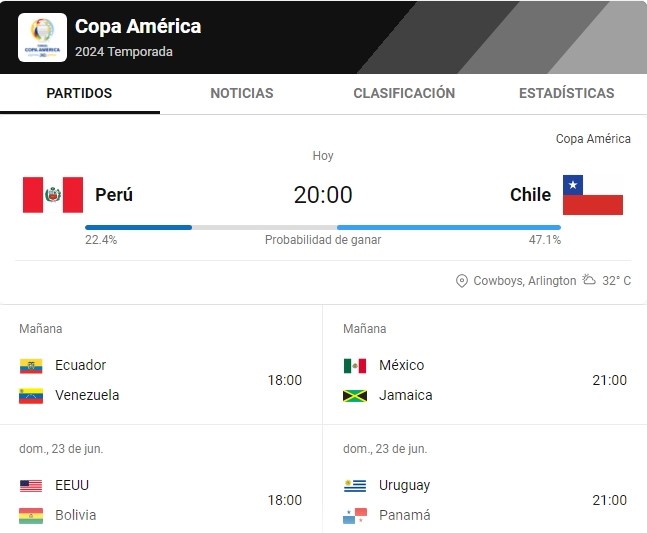 Copa América
2024 Temporada
COPA AMERICA
PARTIDOS NOTICIAS CLASIFICACIÓN ESTADÍSTICAS
Copa América
Hoy
Perú 20:00 Chile
22.4% Probabilidad de ganar 47.1%
Cowboys, Arlington 32° C
Mañana
Ecuador
Venezuela
18:00
Mañana
México
Jamaica
21:00
dom., 23 de jun.
EEUU
Bolivia
18:00
dom., 23 de jun.
Uruguay
Panamá
21:00